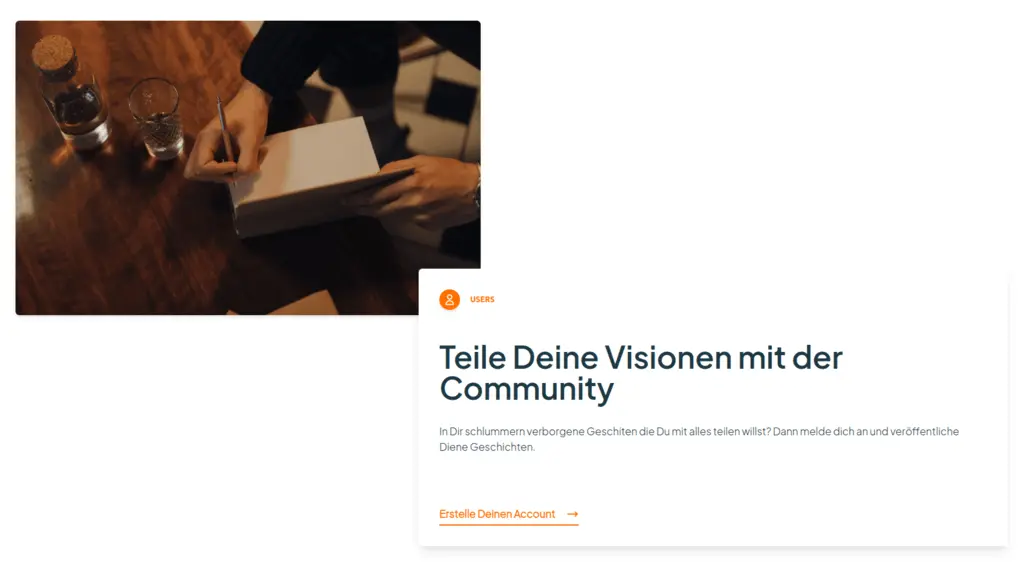 USERS
Teile Deine Visionen mit der
Community
In Dir schlummern verborgene Geschiten die Du mit alles teilen willst? Dann melde dich an und veröffentliche
Diene Geschichten.
Erstelle Deinen Account →